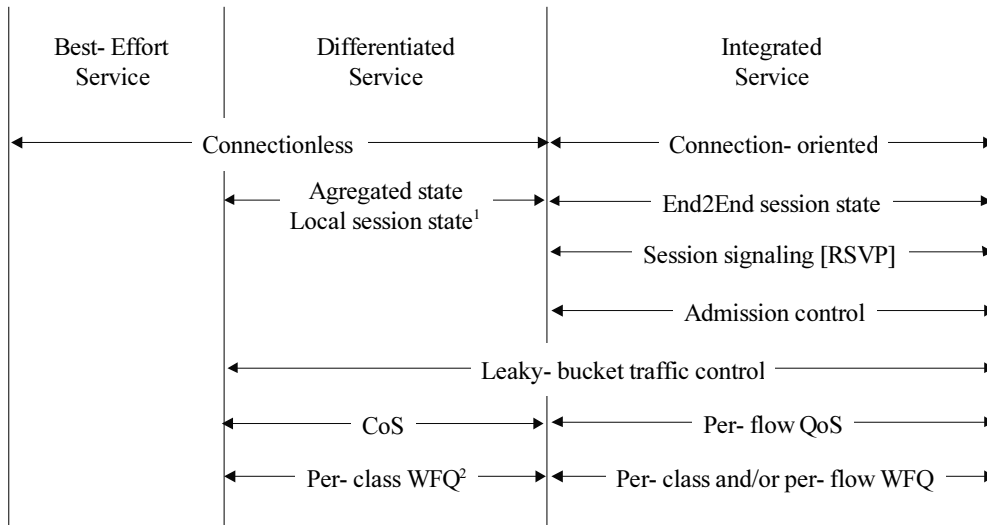 Best- Effort
Service
Differentiated
Service
Integrated
Service
Connectionless
Connection- oriented
Agregated state
Local session state¹
End2End session state
Session signaling [RSVP]
Admission control
Leaky- bucket traffic control
CoS
Per- flow QoS
Per- class WFQ²
Per- class and/or per- flow WFQ